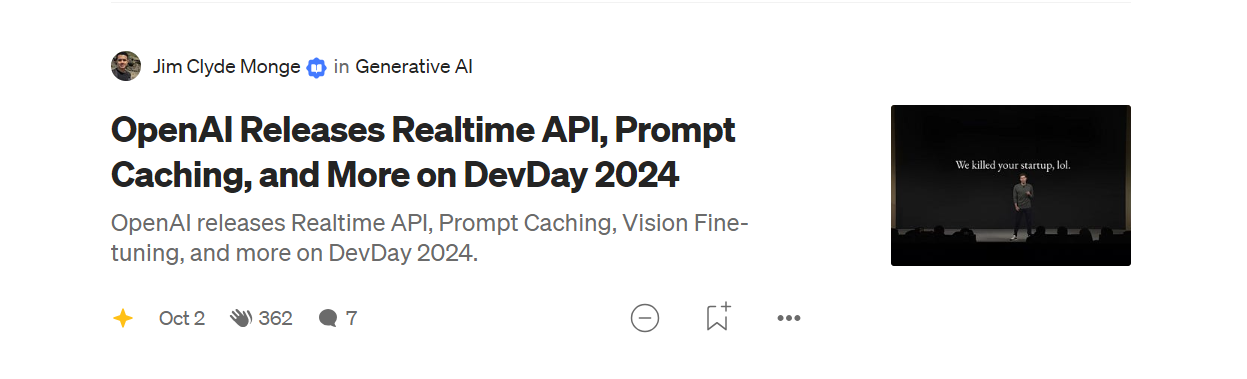 Jim Clyde Monge in Generative AI
OpenAI Releases Realtime API, Prompt
Caching, and More on DevDay 2024
We killed your startup, lol.
OpenAI releases Realtime API, Prompt Caching, Vision Fine-
tuning, and more on DevDay 2024.
Oct 2 362 7